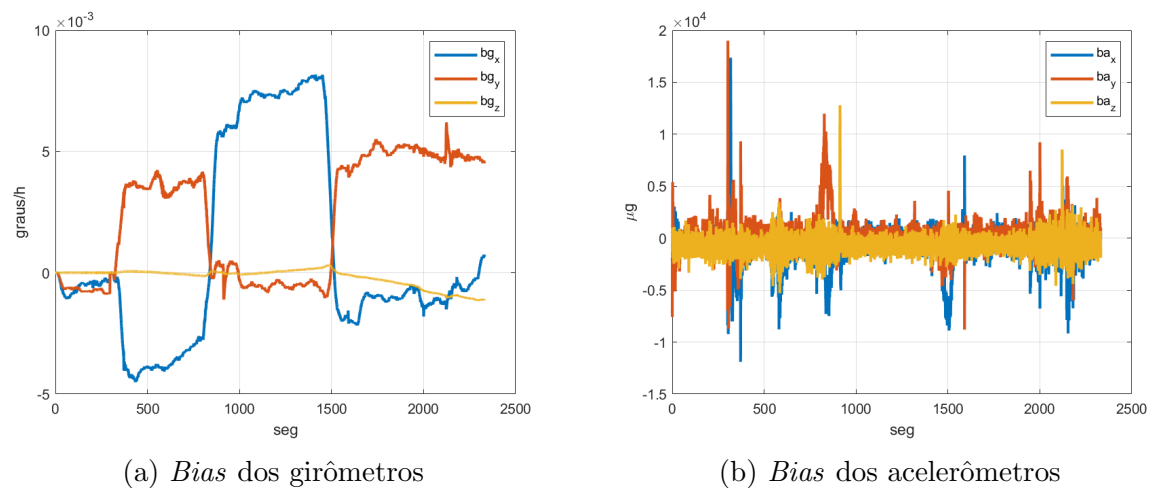 ×10⁻³
10
5
0
-5
graus/h
0
500
1000
1500
2000
2500
seg
bg_x
bg_y
bg_z
(a) Bias dos girômetros
×10⁴
2
1.5
1
0.5
0
-0.5
-1
-1.5
μg
0
500
1000
1500
2000
2500
seg
ba_x
ba_y
ba_z
(b) Bias dos acelerômetros